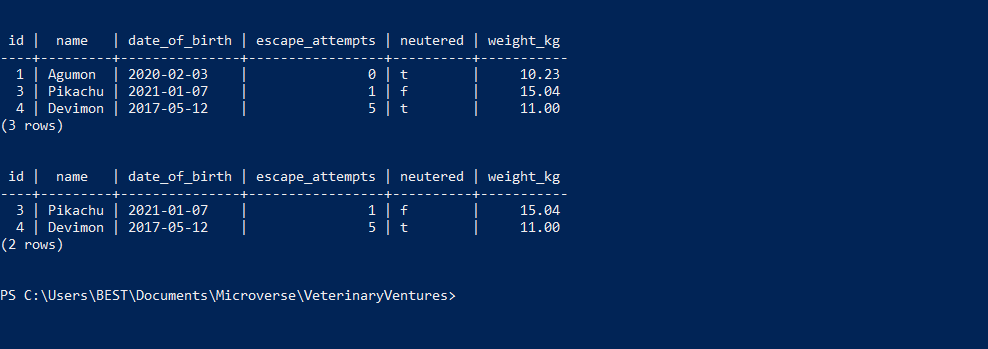 id |  name   | date_of_birth | escape_attempts | neutered | weight_kg
----+---------+---------------+-----------------+----------+-----------
  1 | Agumon  | 2020-02-03    |               0 | t        |     10.23
  3 | Pikachu | 2021-01-07    |               1 | f        |     15.04
  4 | Devimon | 2017-05-12    |               5 | t        |     11.00
(3 rows)
 id |  name   | date_of_birth | escape_attempts | neutered | weight_kg
----+---------+---------------+-----------------+----------+-----------
  3 | Pikachu | 2021-01-07    |               1 | f        |     15.04
  4 | Devimon | 2017-05-12    |               5 | t        |     11.00
(2 rows)
PS C:\Users\BEST\Documents\Microverse\VeterinaryVentures>